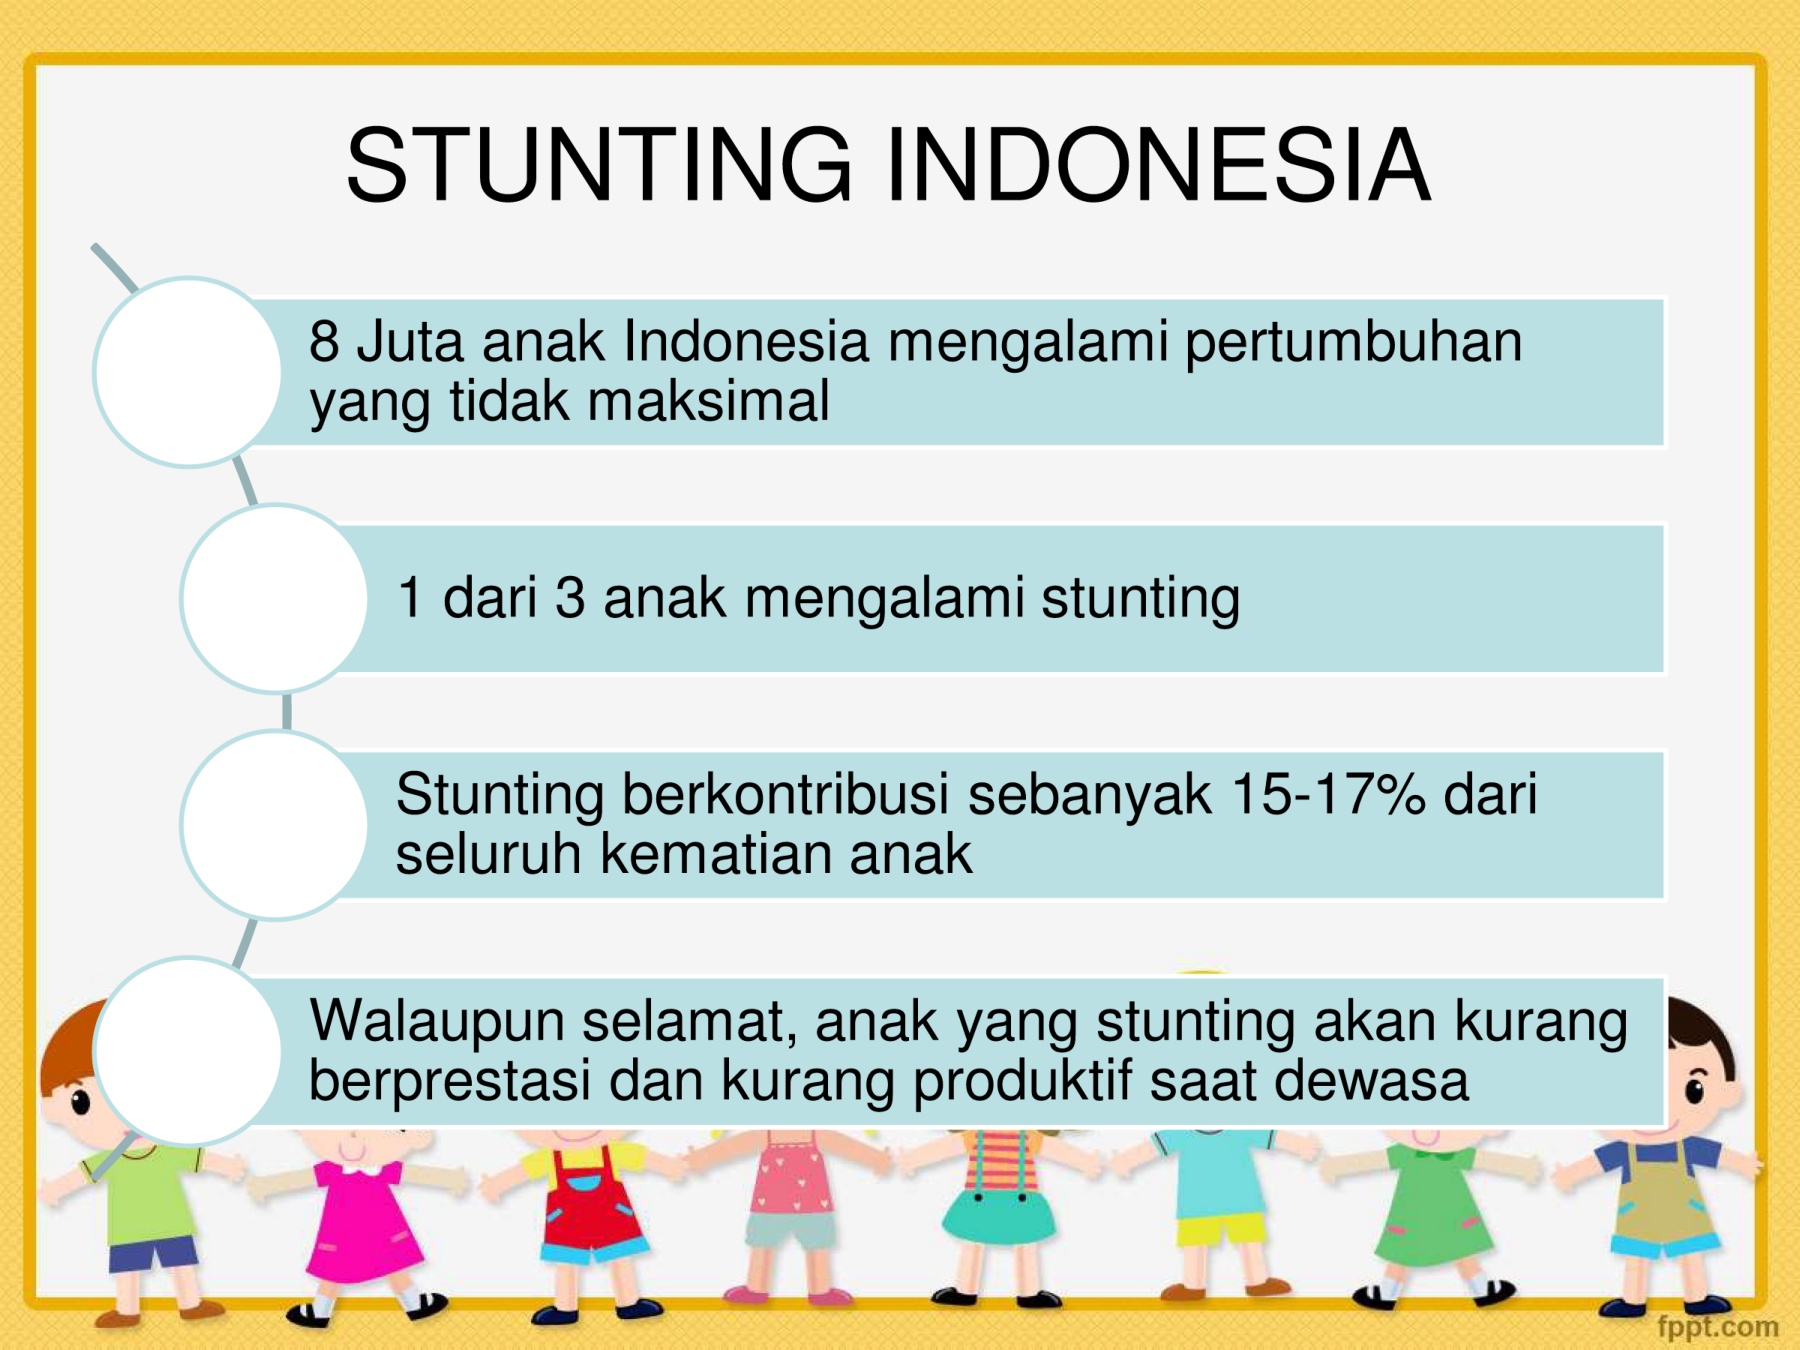 STUNTING INDONESIA
8 Juta anak Indonesia mengalami pertumbuhan
yang tidak maksimal
1 dari 3 anak mengalami stunting
Stunting berkontribusi sebanyak 15-17% dari
seluruh kematian anak
Walaupun selamat, anak yang stunting akan kurang
berprestasi dan kurang produktif saat dewasa
fppt.com